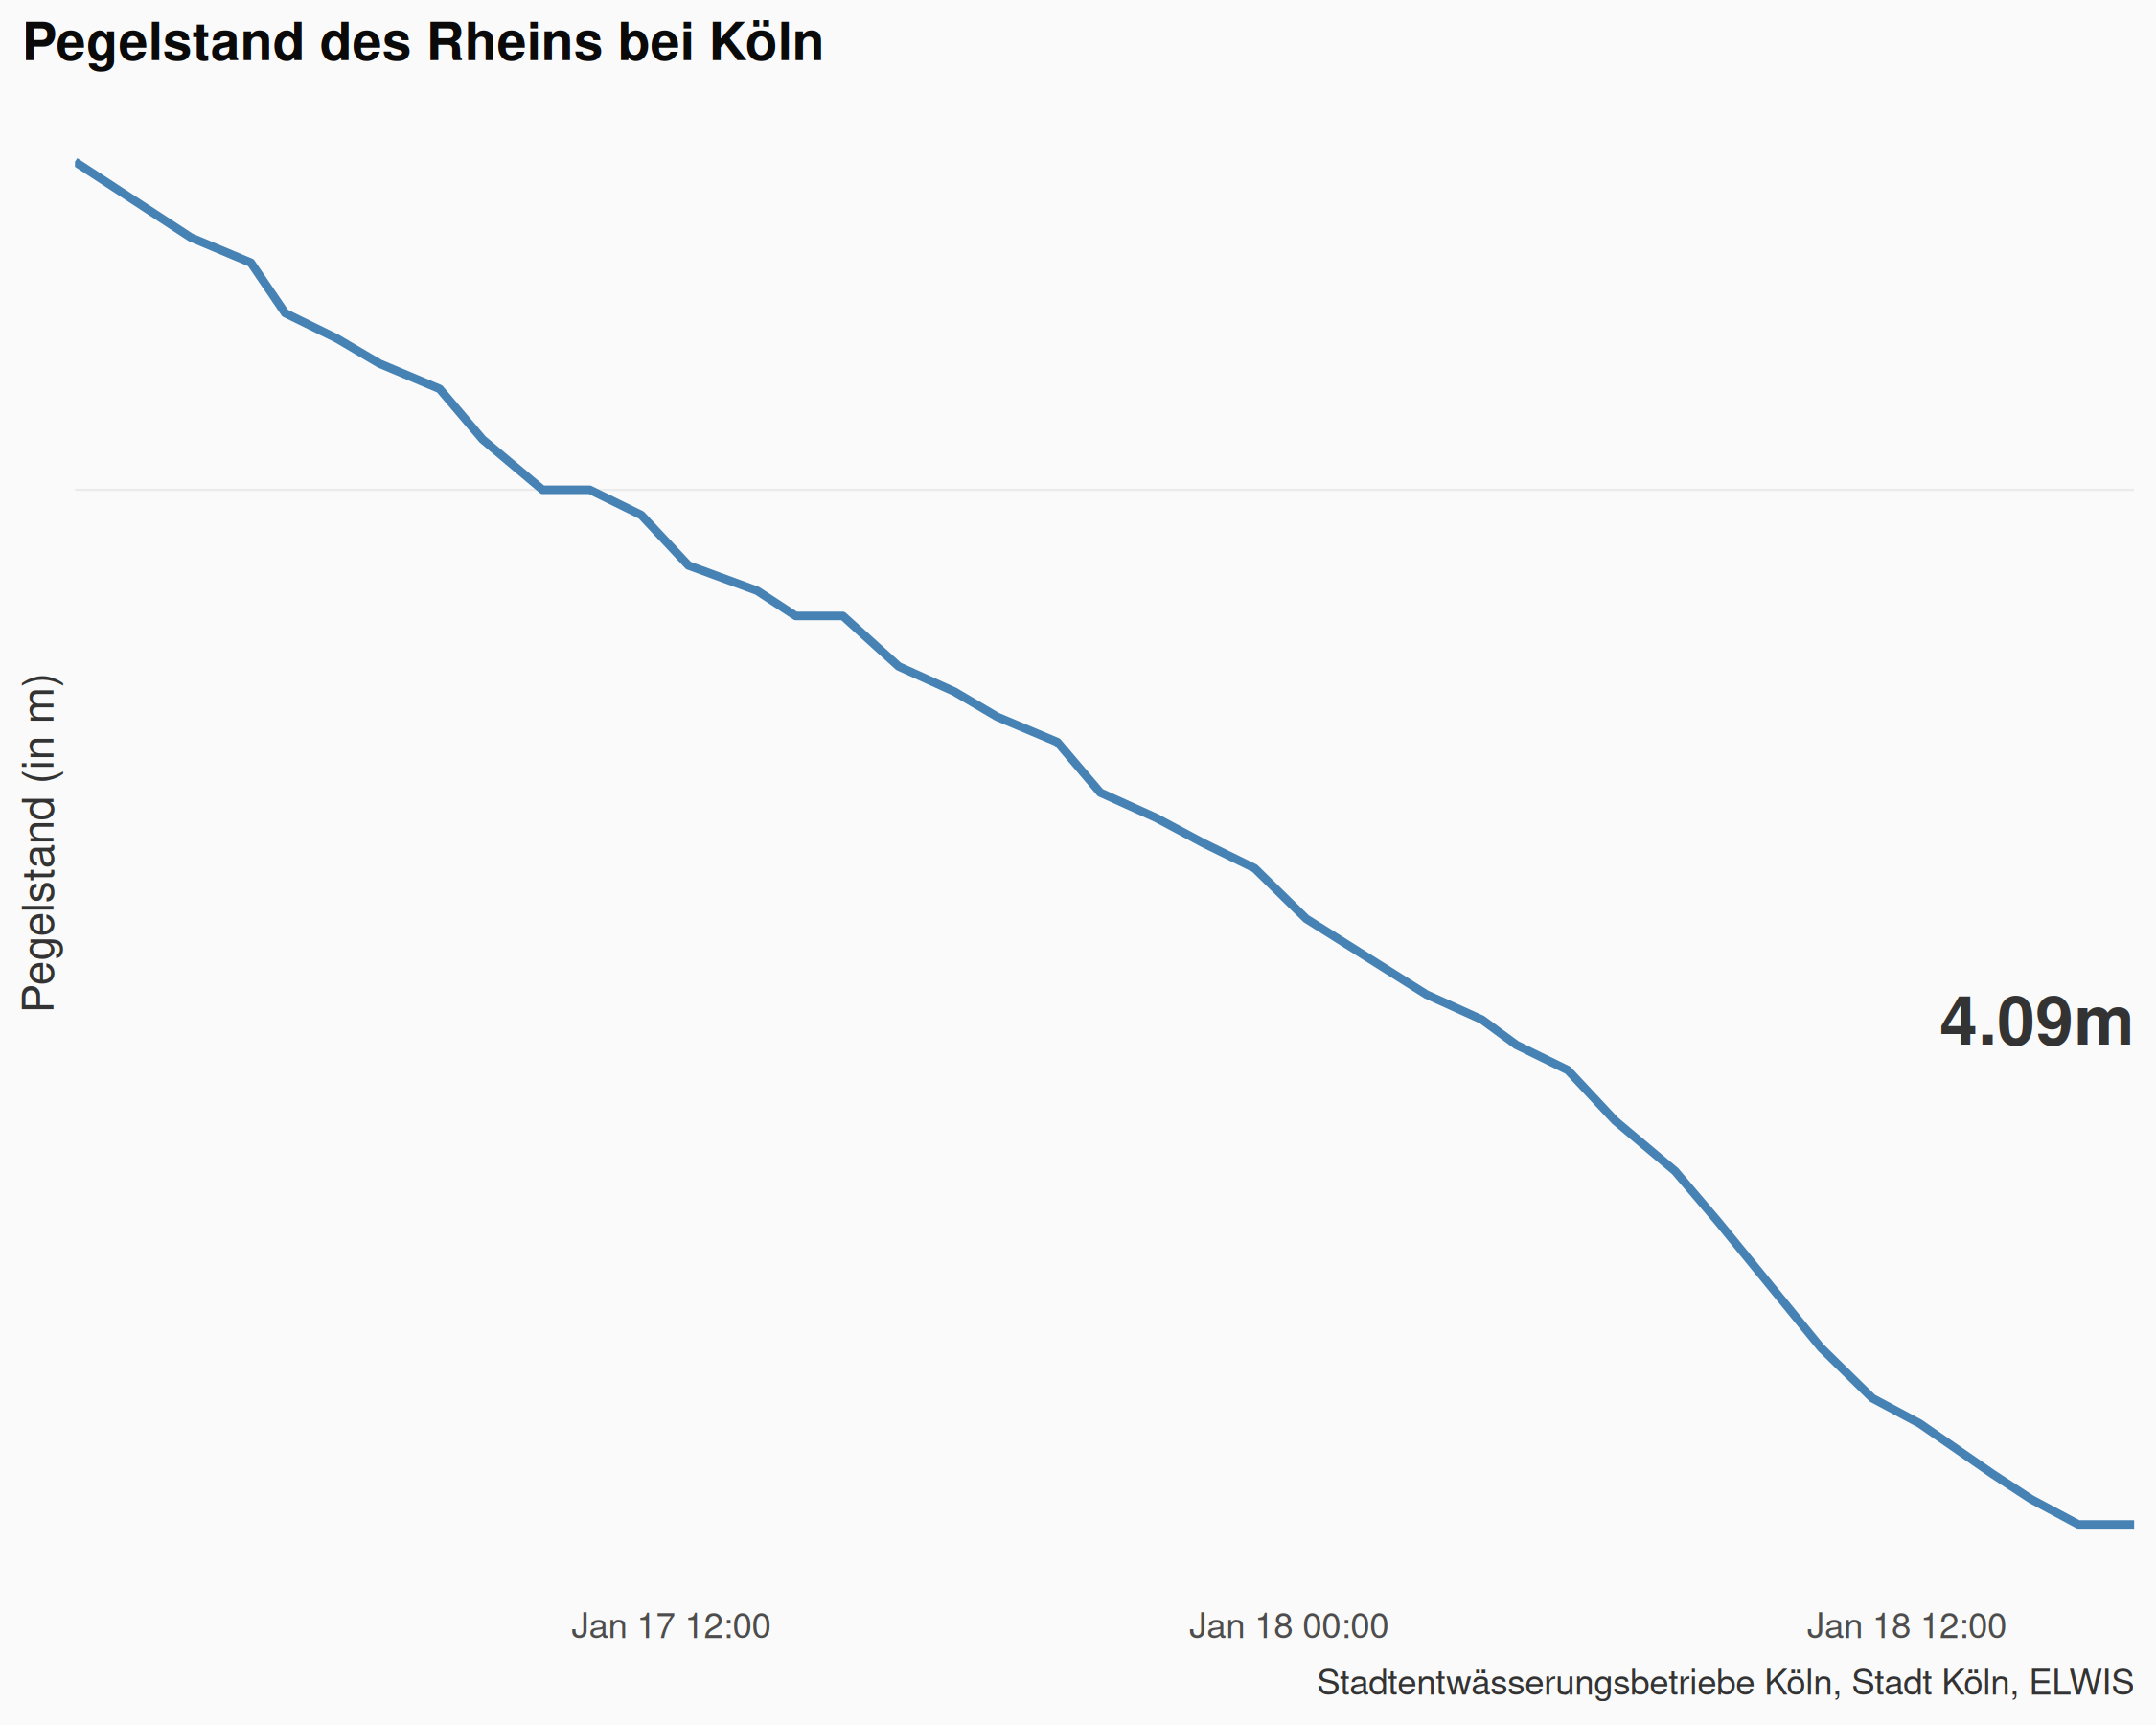 Pegelstand des Rheins bei Köln
Pegelstand (in m)
4.09m
Jan 17 12:00
Jan 18 00:00
Jan 18 12:00
Stadtentwässerungsbetriebe Köln, Stadt Köln, ELWIS